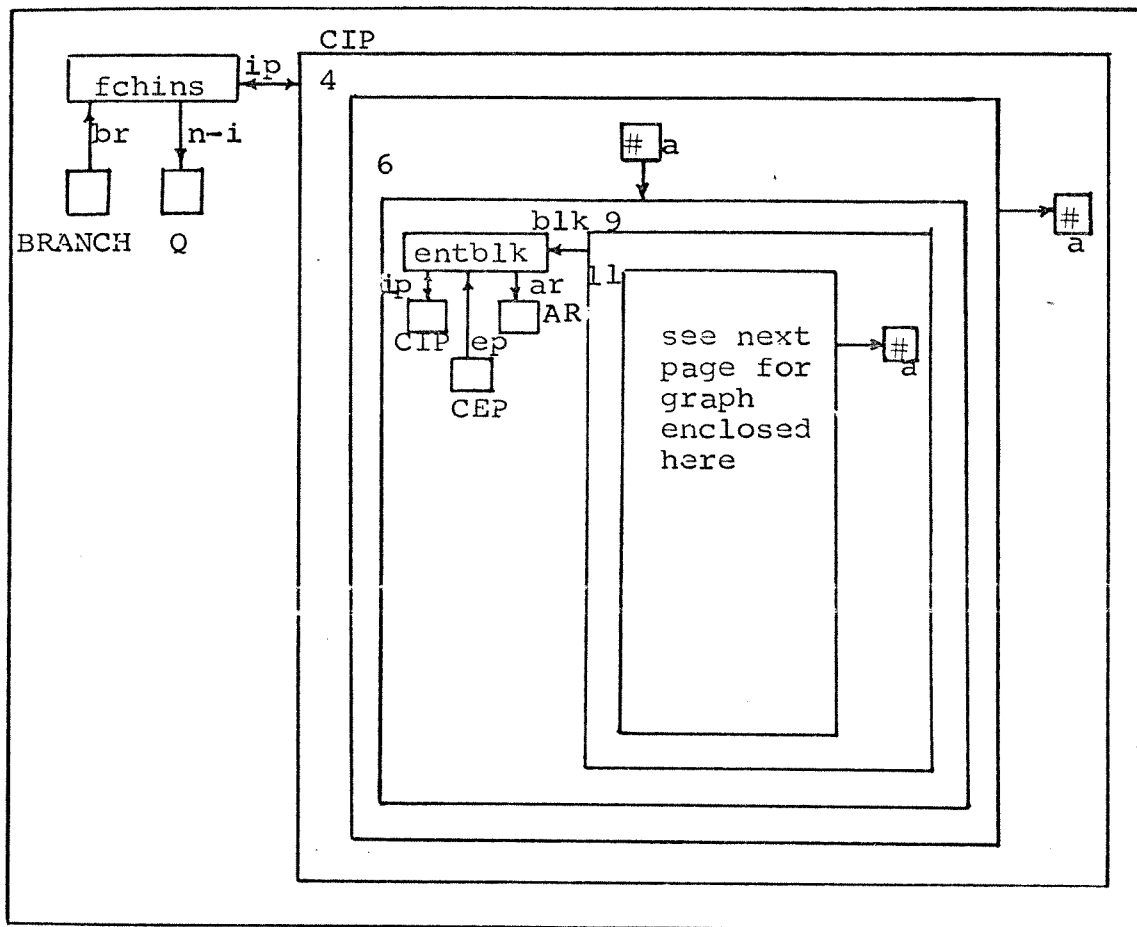 CIP
fchins
ip
4
br
n-i
# a
6
BRANCH
Q
#
a
blk 9
entblk
11
ip
ar
AR
CIP
ep
CEP
see next
page for
graph
enclosed
here
#
a